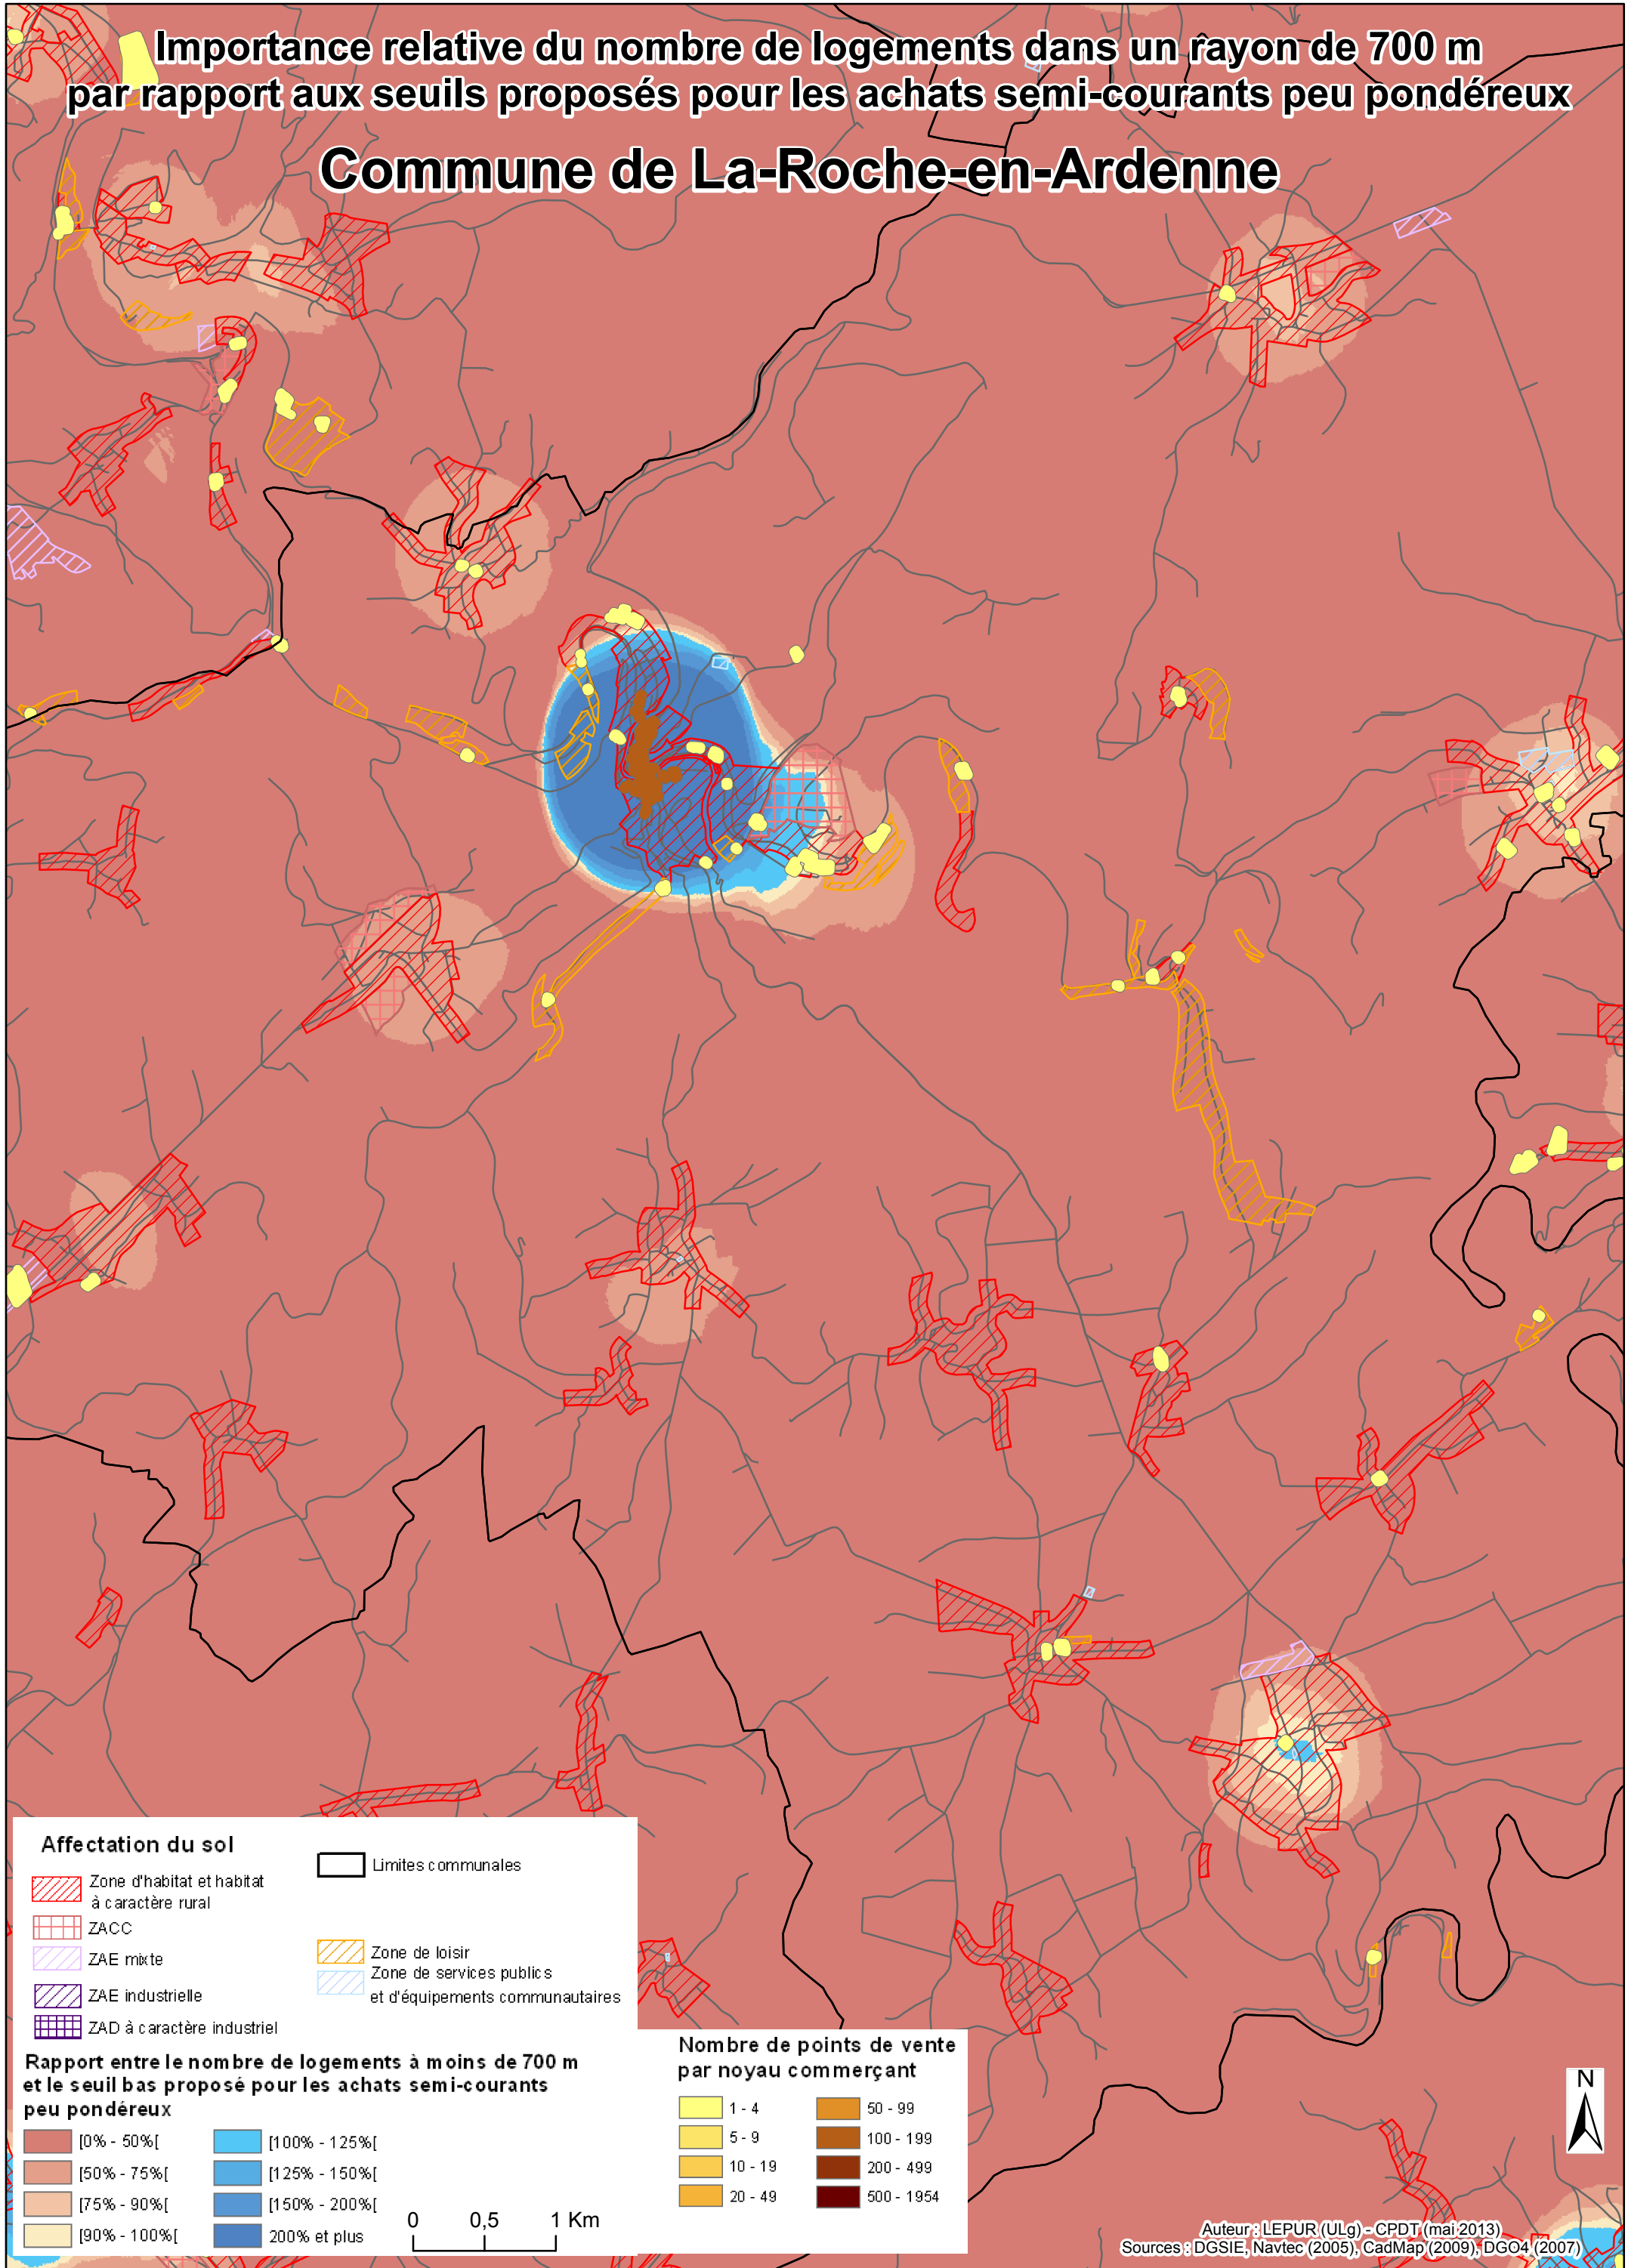 Importance relative du nombre de logements dans un rayon de 700 m
par rapport aux seuils proposés pour les achats semi-courants peu pondéreux
Commune de La-Roche-en-Ardenne
Affectation du sol
Zone d'habitat et habitat
à caractère rural
ZACC
ZAE mixte
ZAE industrielle
ZAD à caractère industriel
Limites communales
Zone de loisir
Zone de services publics
et d'équipements communautaires
Rapport entre le nombre de logements à moins de 700 m
et le seuil bas proposé pour les achats semi-courants
peu pondéreux
[0% - 50%[
[50% - 75%[
[75% - 90%[
[90% - 100%[
[100% - 125%[
[125% - 150%[
[150% - 200%[
200% et plus
0 0,5 1 Km
Nombre de points de vente
par noyau commerçant
1 - 4
5 - 9
10 - 19
20 - 49
50 - 99
100 - 199
200 - 499
500 - 1954
N
Auteur : LEPUR (ULg) - CPDT (mai 2013)
Sources : DGSIE, Navtec (2005), CadMap (2009), DGO4 (2007)